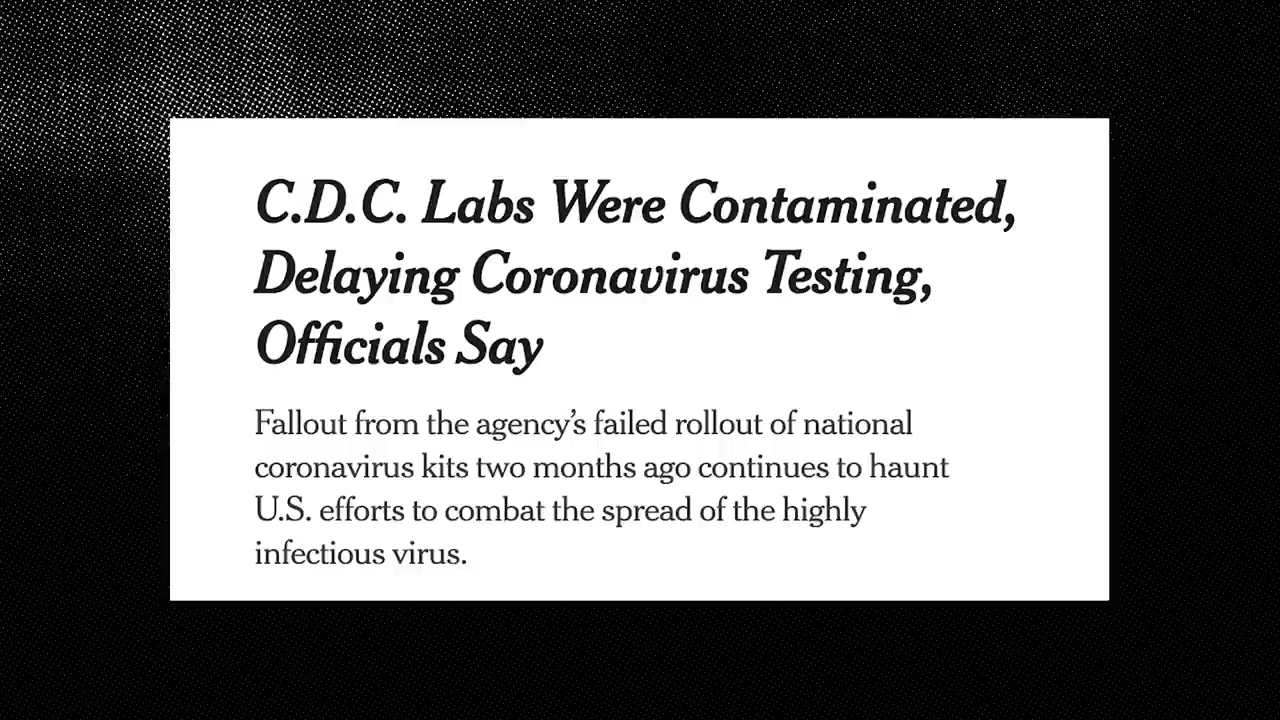 C.D.C. Labs Were Contaminated,
Delaying Coronavirus Testing,
Officials Say
Fallout from the agency’s failed rollout of national
coronavirus kits two months ago continues to haunt
U.S. efforts to combat the spread of the highly
infectious virus.